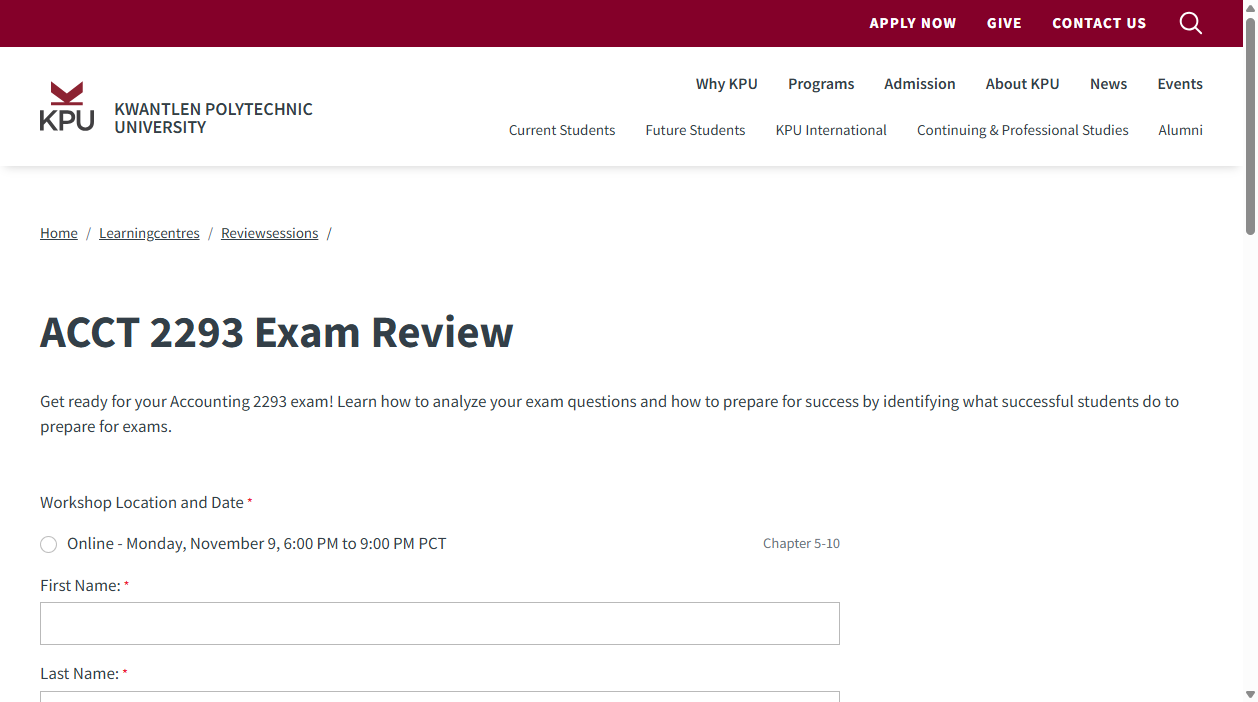 APPLY NOW GIVE CONTACT US
Why KPU Programs Admission About KPU News Events
KPU
KWANTLEN POLYTECHNIC
UNIVERSITY
Current Students Future Students KPU International Continuing & Professional Studies Alumni
Home / Learningcentres / Reviewsessions /
ACCT 2293 Exam Review
Get ready for your Accounting 2293 exam! Learn how to analyze your exam questions and how to prepare for success by identifying what successful students do to
prepare for exams.
Workshop Location and Date *
Online - Monday, November 9, 6:00 PM to 9:00 PM PCT Chapter 5-10
First Name: *
Last Name: *